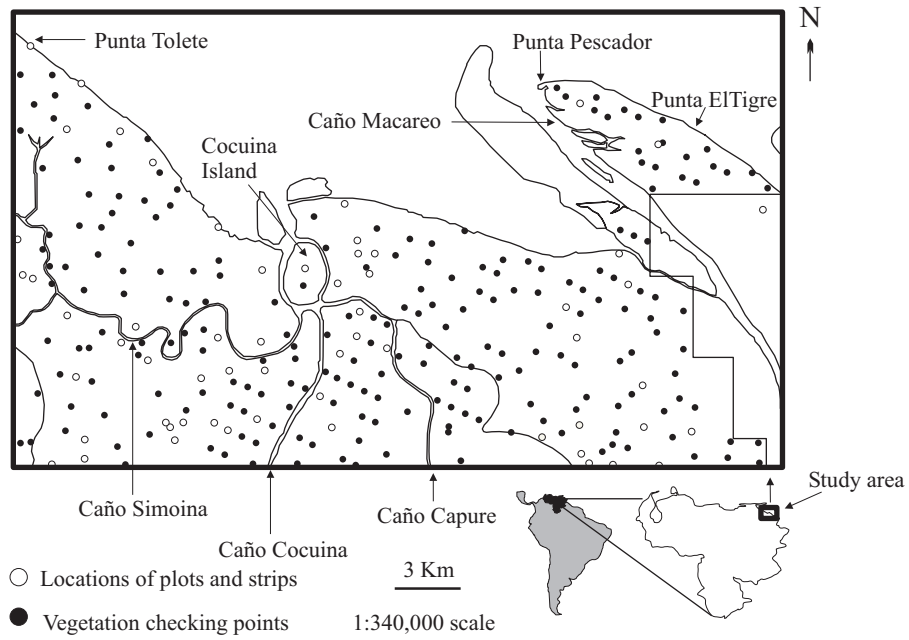 N
Punta Tolete
Punta Pescador
Punta ElTigre
Caño Macareo
Cocuina
Island
Study area
Caño Simoina
Caño Capure
Caño Cocuina
Locations of plots and strips
3 Km
Vegetation checking points
1:340,000 scale